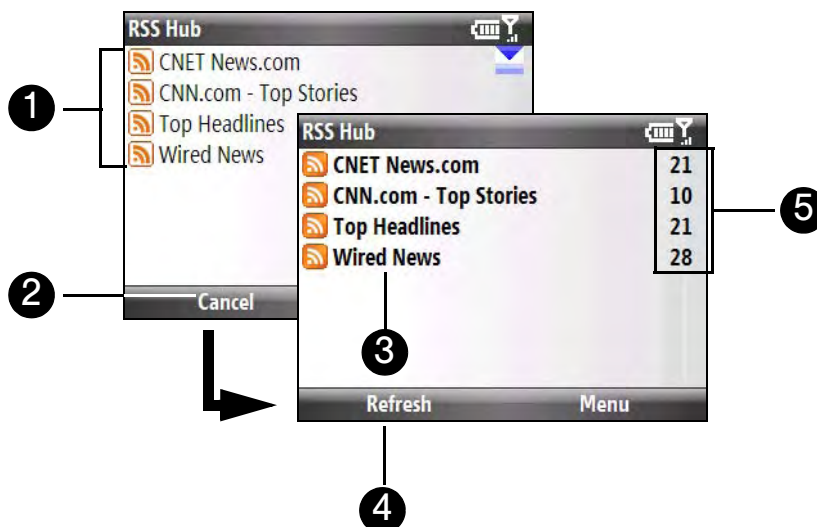 RSS Hub
CNET News.com
CNN.com - Top Stories
Top Headlines
Wired News
Cancel
RSS Hub
CNET News.com 21
CNN.com - Top Stories 10
Top Headlines 21
Wired News 28
Refresh Menu
1
2
3
4
5